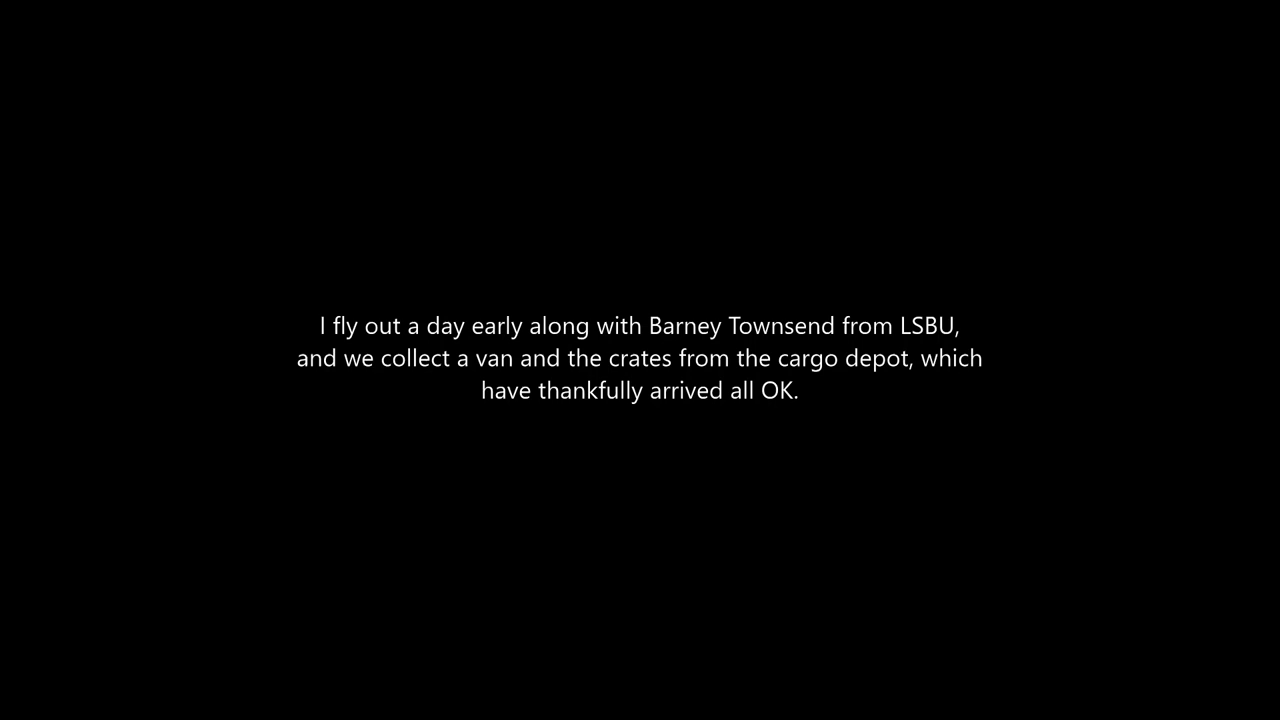 I fly out a day early along with Barney Townsend from LSBU,
and we collect a van and the crates from the cargo depot, which
have thankfully arrived all OK.